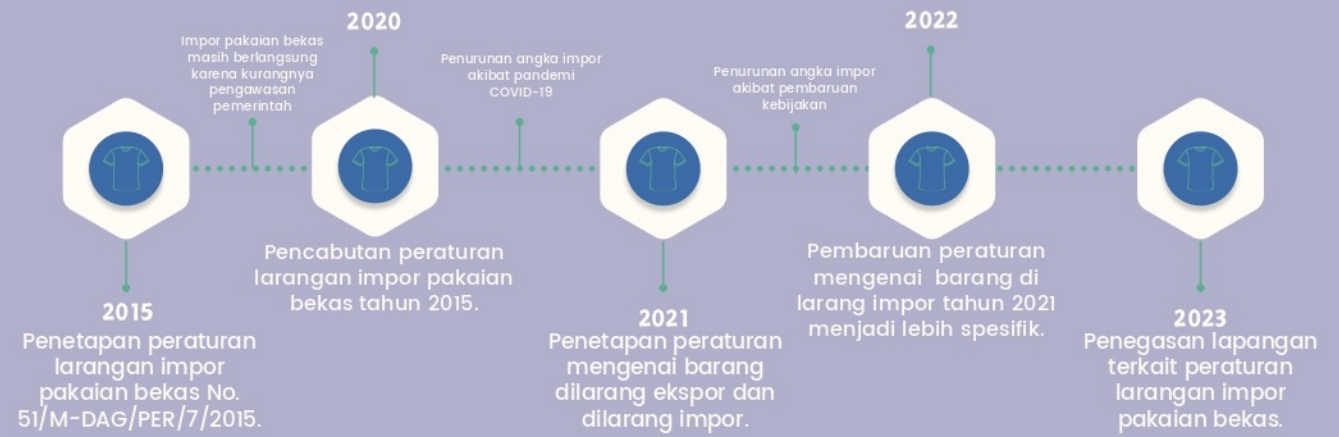 2015
Penetapan peraturan
larangan impor
pakaian bekas No.
51/M-DAG/PER/7/2015.
Impor pakaian bekas
masih berlangsung
karena kurangnya
pengawasan
pemerintah
2020
Pencabutan peraturan
larangan impor pakaian
bekas tahun 2015.
Penurunan angka impor
akibat pandemi
COVID-19
2021
Penetapan peraturan
mengenai barang
dilarang ekspor dan
dilarang impor.
Penurunan angka impor
akibat pembaruan
kebijakan
2022
Pembaruan peraturan
mengenai barang di
larang impor tahun 2021
menjadi lebih spesifik.
2023
Penegasan lapangan
terkait peraturan
larangan impor
pakaian bekas.